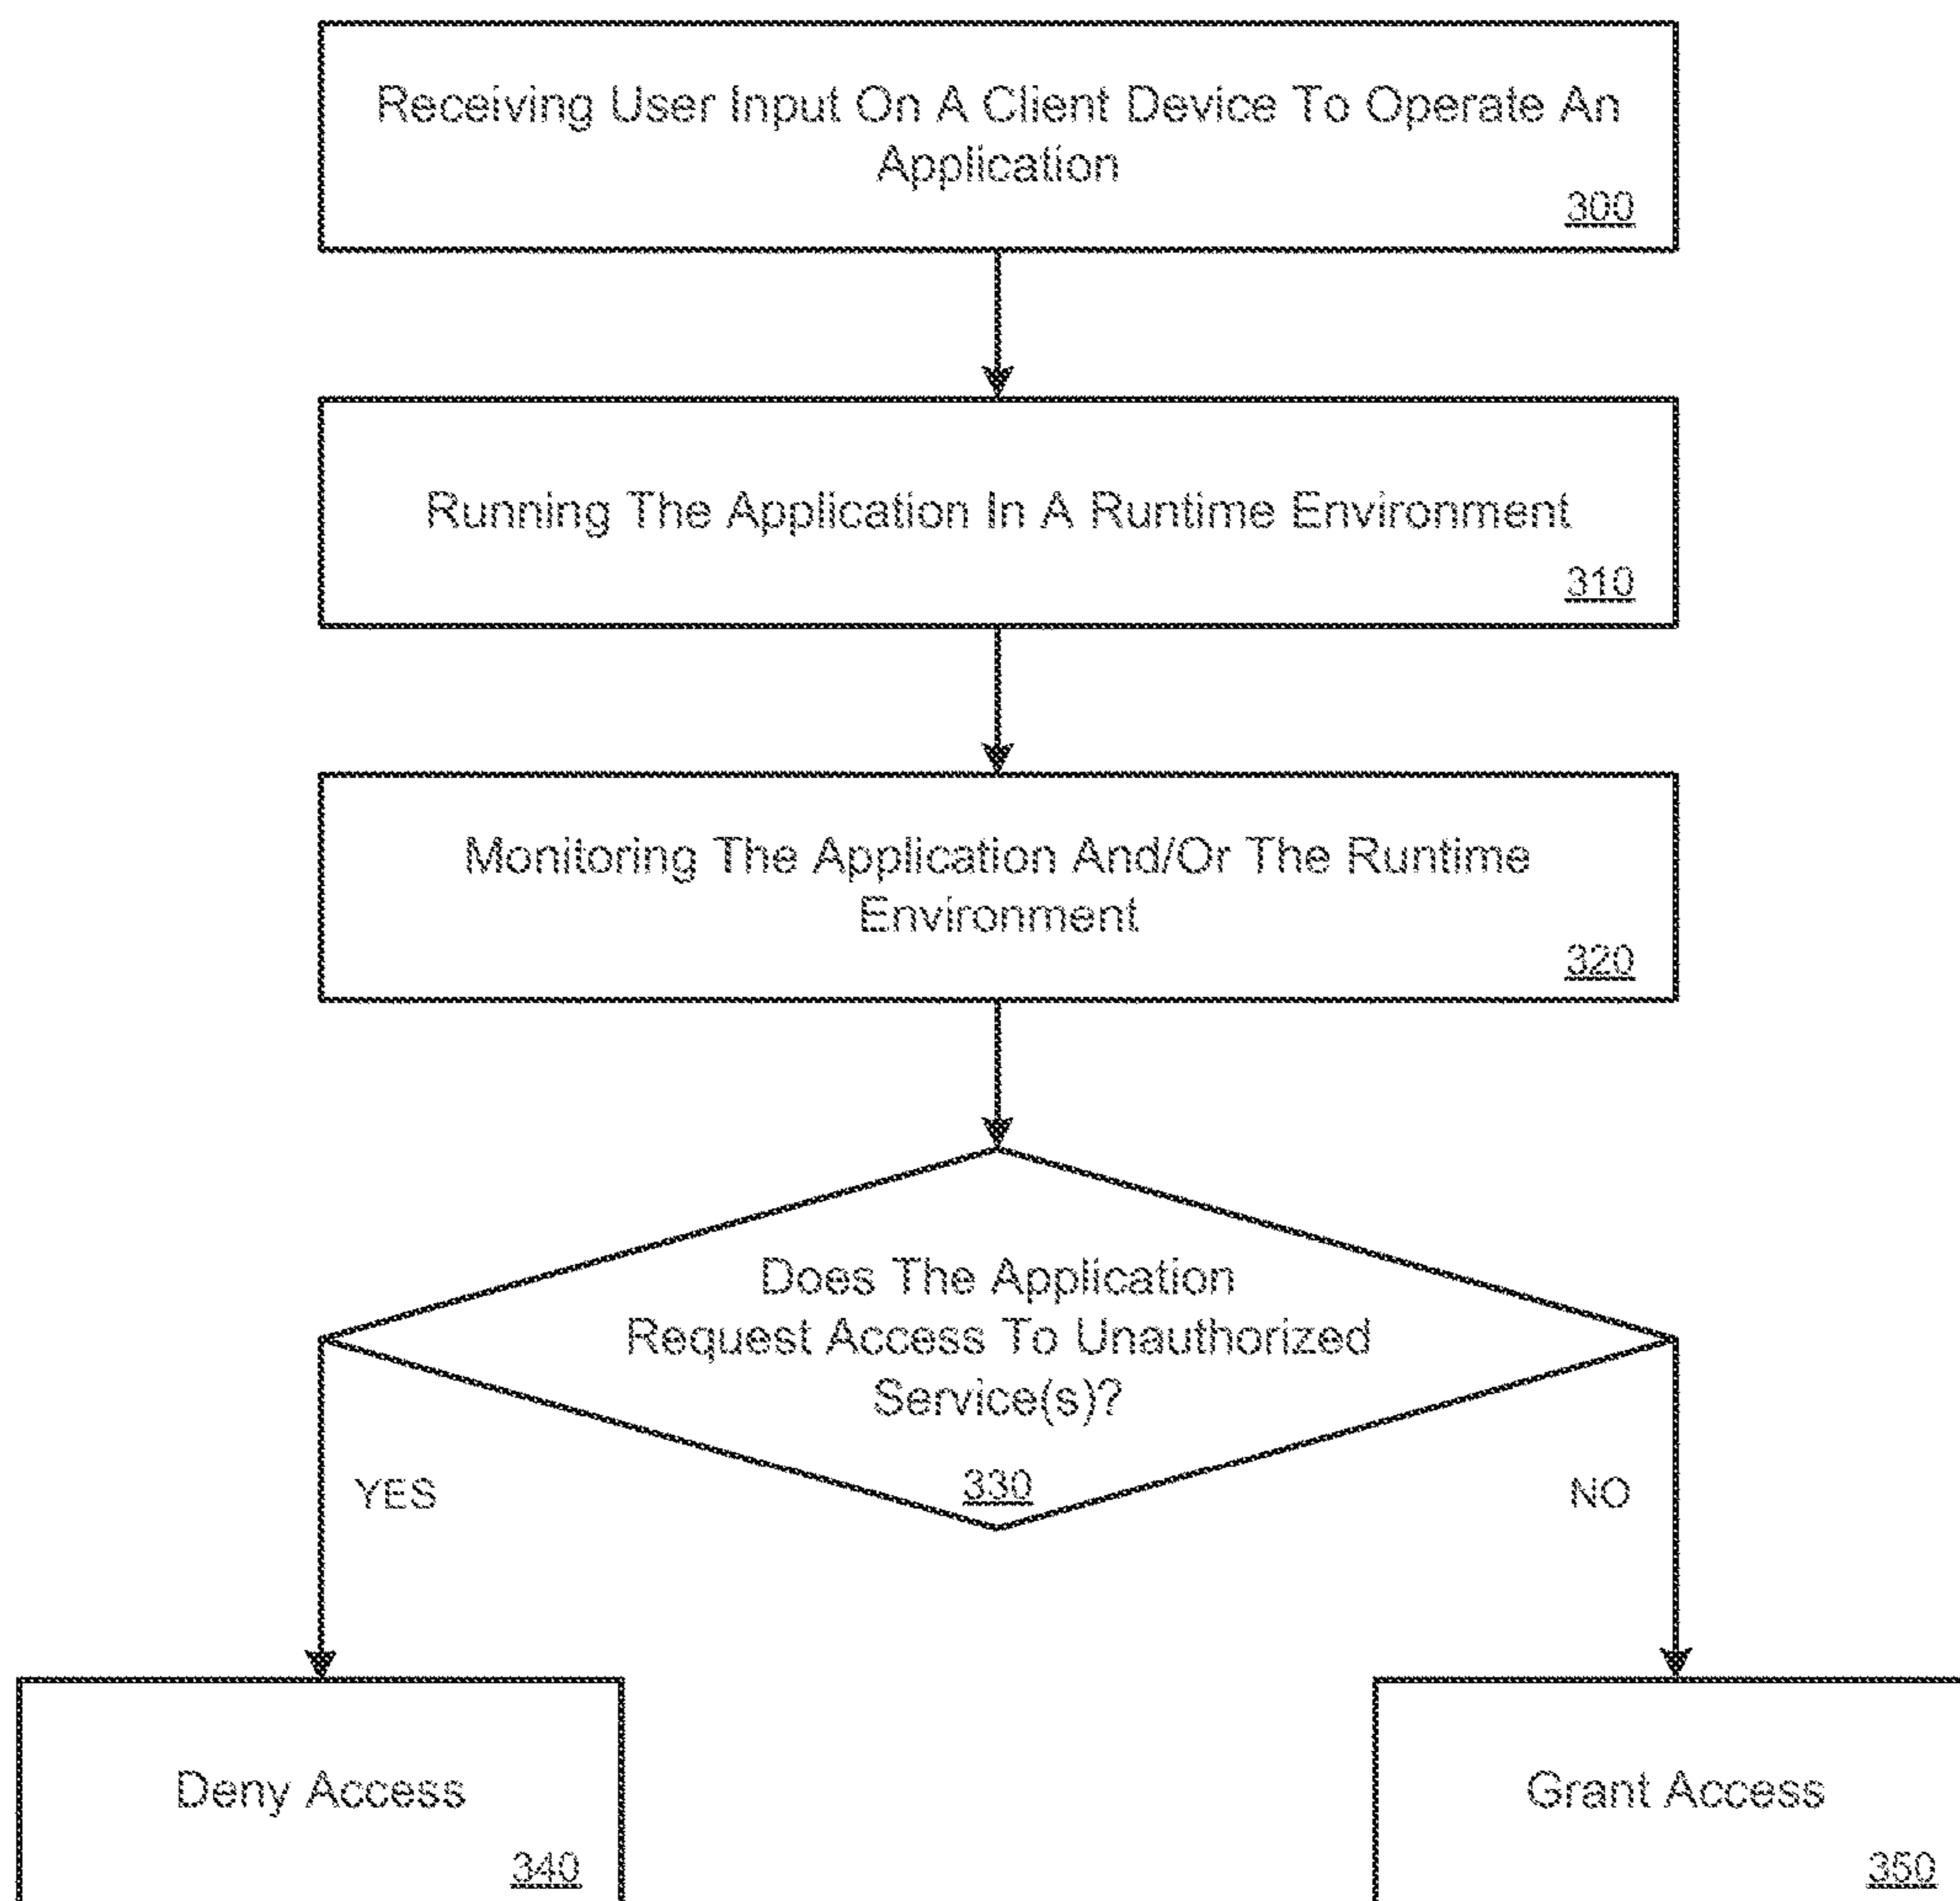 Receiving User Input On A Client Device To Operate An
Application
300
Running The Application In A Runtime Environment
310
Monitoring The Application And/Or The Runtime
Environment
320
Does The Application
Request Access To Unauthorized
Service(s)?
330
YES
NO
Deny Access
340
Grant Access
350